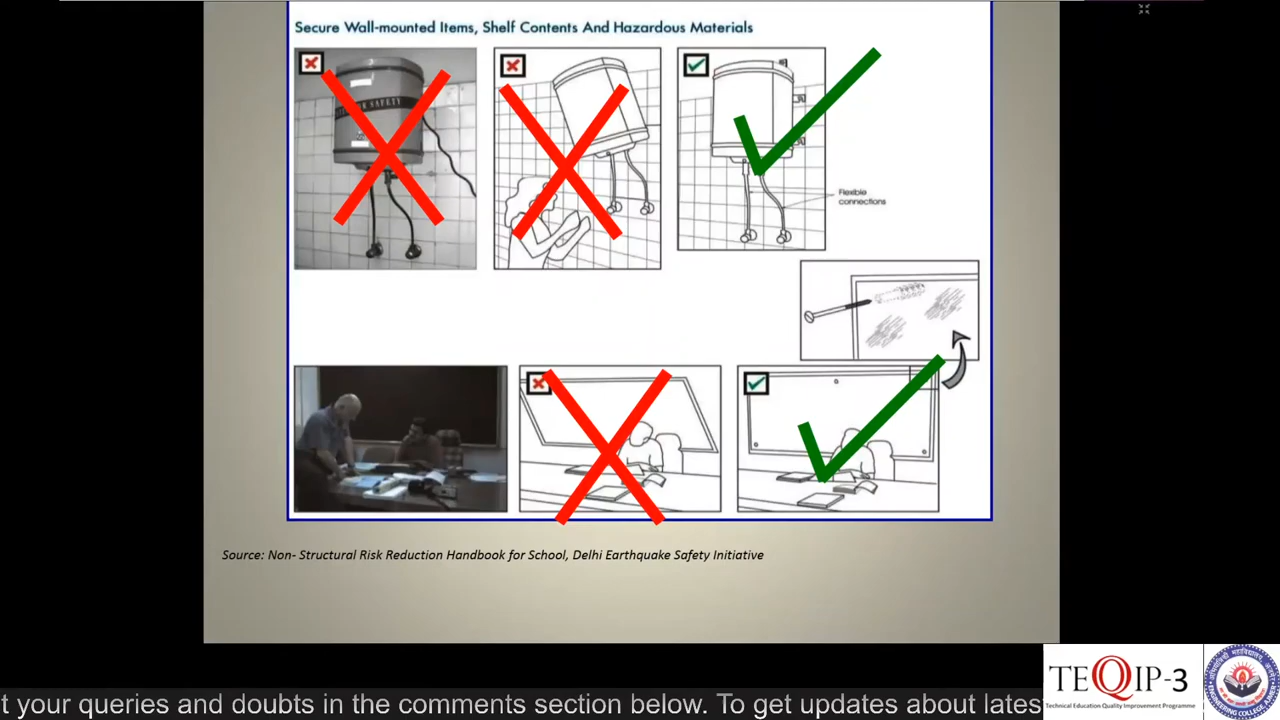 Secure Wall-mounted Items, Shelf Contents And Hazardous Materials
SAFETY
Flexible
connections
Source: Non- Structural Risk Reduction Handbook for School, Delhi Earthquake Safety Initiative
TEQIP-3
Technical Education Quality Improvement Programme
t your queries and doubts in the comments section below. To get updates about lates